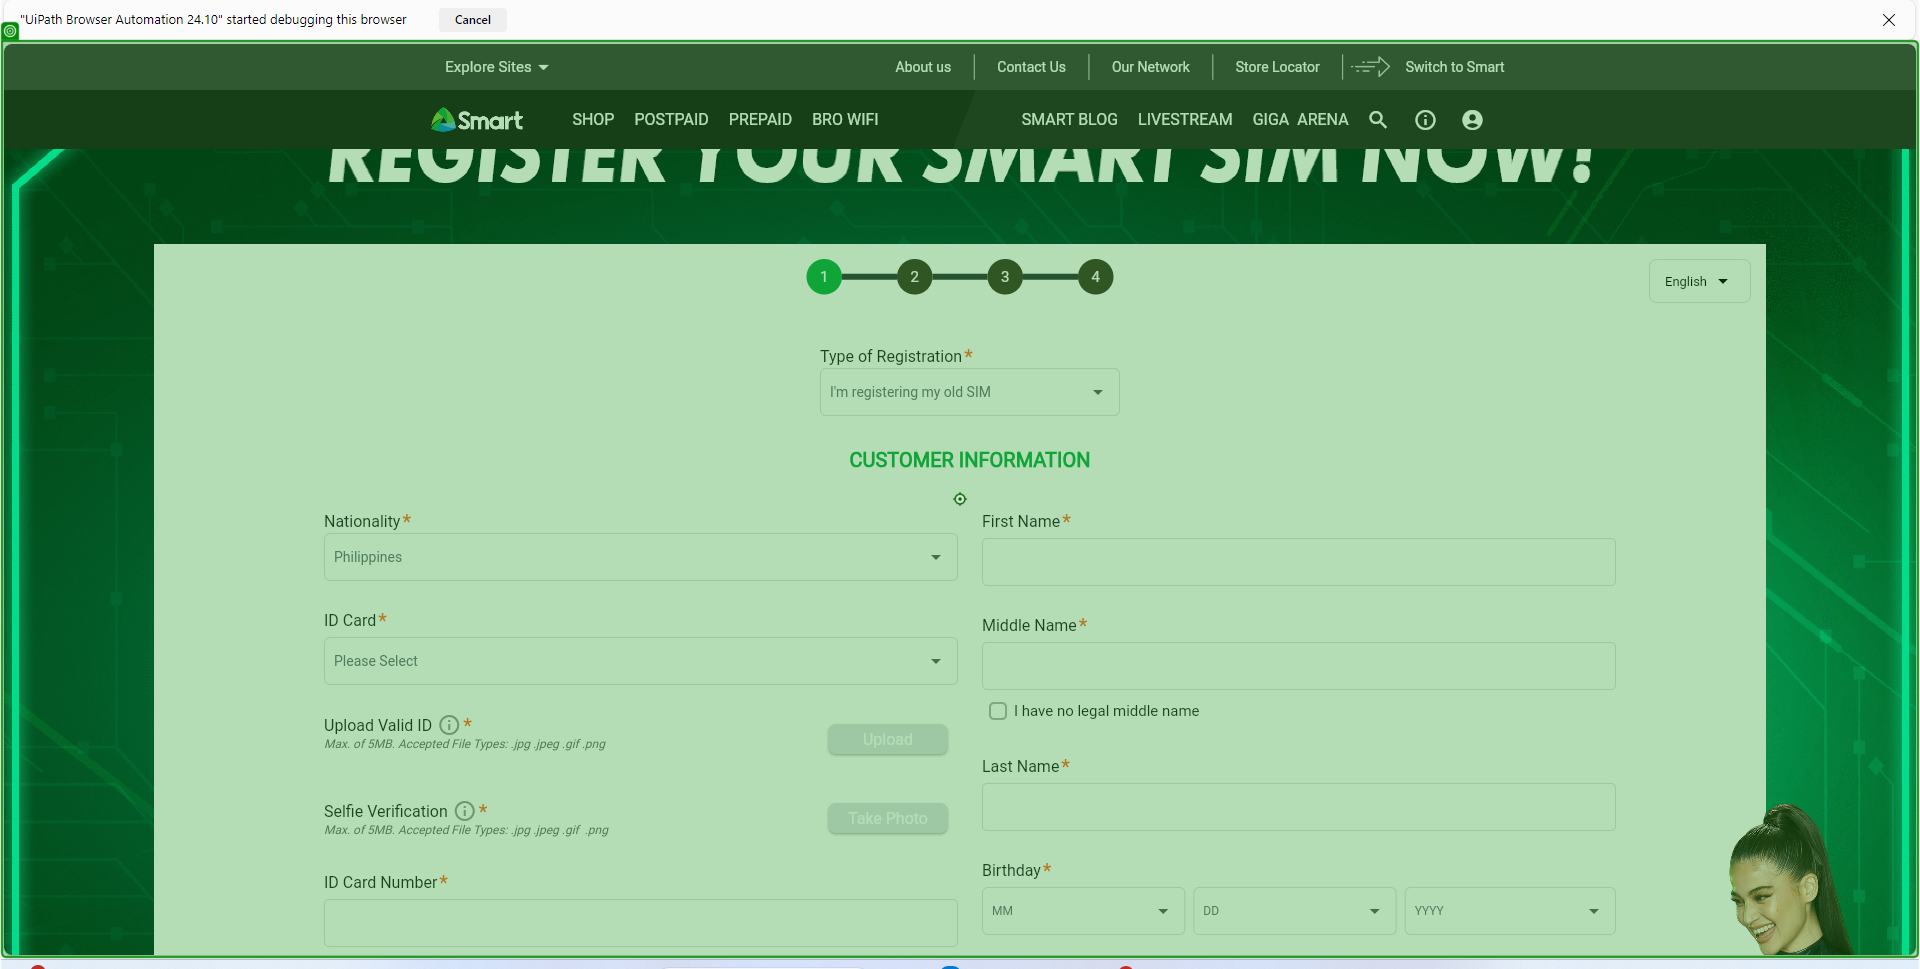 "UiPath Browser Automation 24.10" started debugging this browser
Cancel
Explore Sites
About us
Contact Us
Our Network
Store Locator
Switch to Smart
Smart
SHOP
POSTPAID
PREPAID
BRO WIFI
SMART BLOG
LIVESTREAM
GIGA ARENA
REGISTER YOUR SMART SIM NOW!
1
2
3
4
English
Type of Registration*
I'm registering my old SIM
CUSTOMER INFORMATION
Nationality*
Philippines
ID Card*
Please Select
Upload Valid ID *
Max. of 5MB. Accepted File Types: .jpg .jpeg .gif .png
Upload
Selfie Verification *
Max. of 5MB. Accepted File Types: .jpg .jpeg .gif .png
Take Photo
ID Card Number*
First Name*
Middle Name*
I have no legal middle name
Last Name*
Birthday*
MM
DD
YYYY